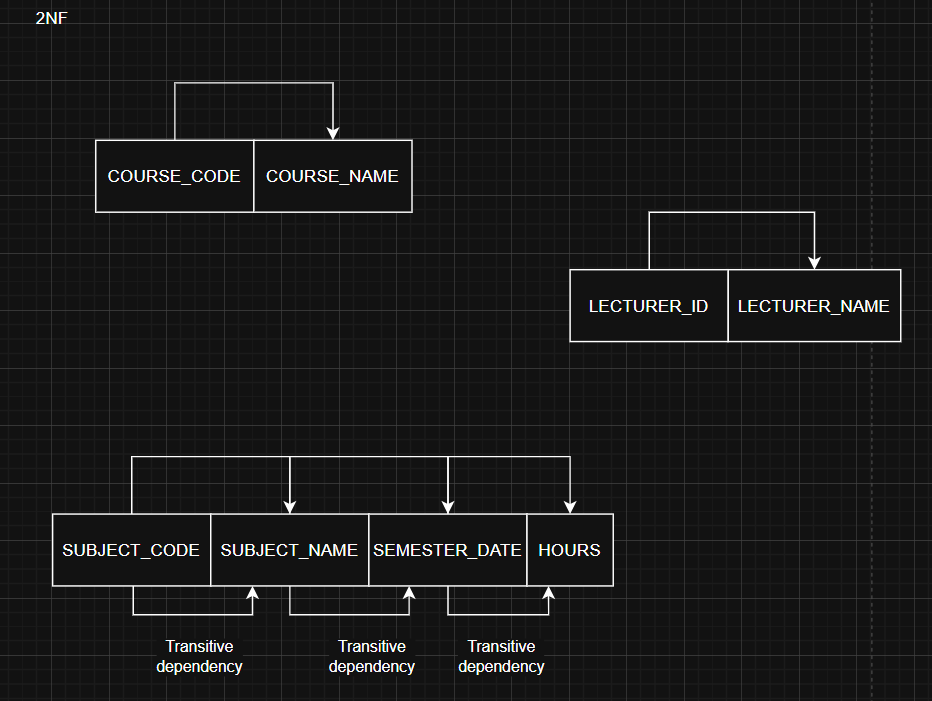 2NF
COURSE_CODE COURSE_NAME
LECTURER_ID LECTURER_NAME
SUBJECT_CODE SUBJECT_NAME SEMESTER_DATE HOURS
Transitive
dependency
Transitive
dependency
Transitive
dependency